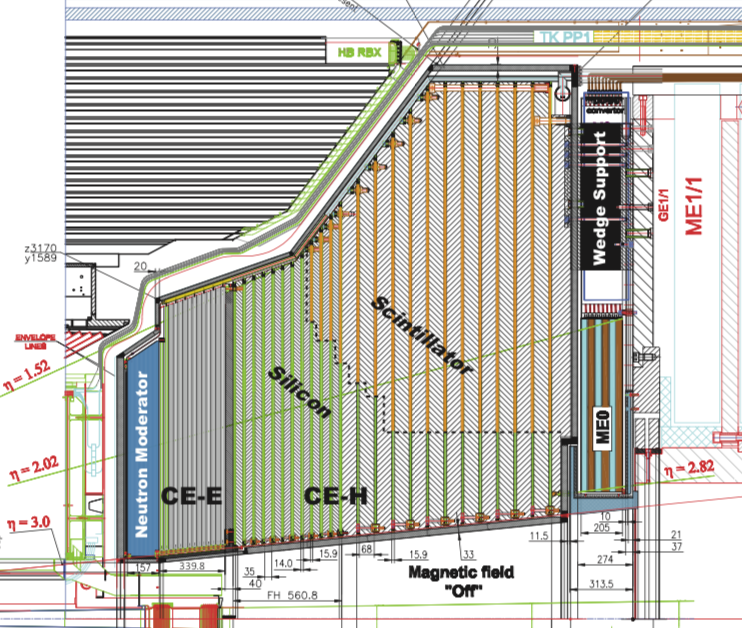 TK PP1
HB RBX
Wedge Support
GE1/1
ME1/1
z3170
y1589
20
ENVELOPE
LINES
η = 1.52
Scintillator
Silicon
Neutron Moderator
ME0
η = 2.02
η = 2.82
CE-E
CE-H
η = 3.0
10
205
11.5
21
37
15.9
68
15.9
33
14.0
157
339.8
35
40
274
Magnetic field
"Off"
313.5
FH 560.8